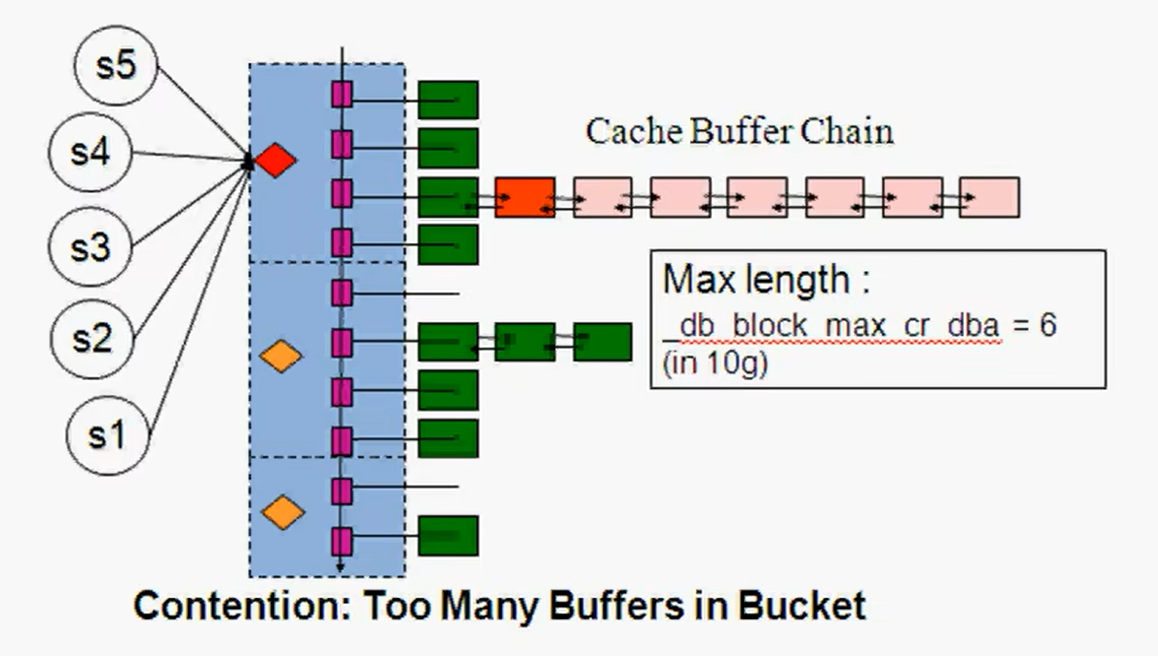 s5
s4
s3
s2
s1
Cache Buffer Chain
Max length :
_db_block_max_cr_dba = 6
(in 10g)
Contention: Too Many Buffers in Bucket